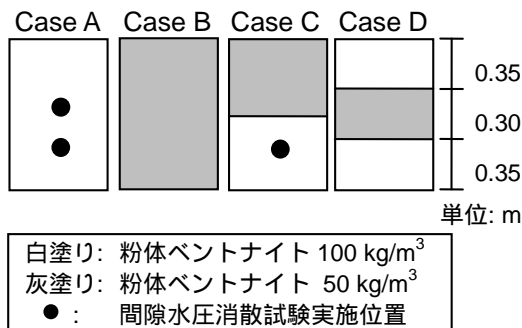 Case A Case B Case C Case D
0.35
0.30
0.35
単位: m
白塗り: 粉体ベントナイト 100 kg/m³
灰塗り: 粉体ベントナイト 50 kg/m³
● : 間隙水圧消散試験実施位置